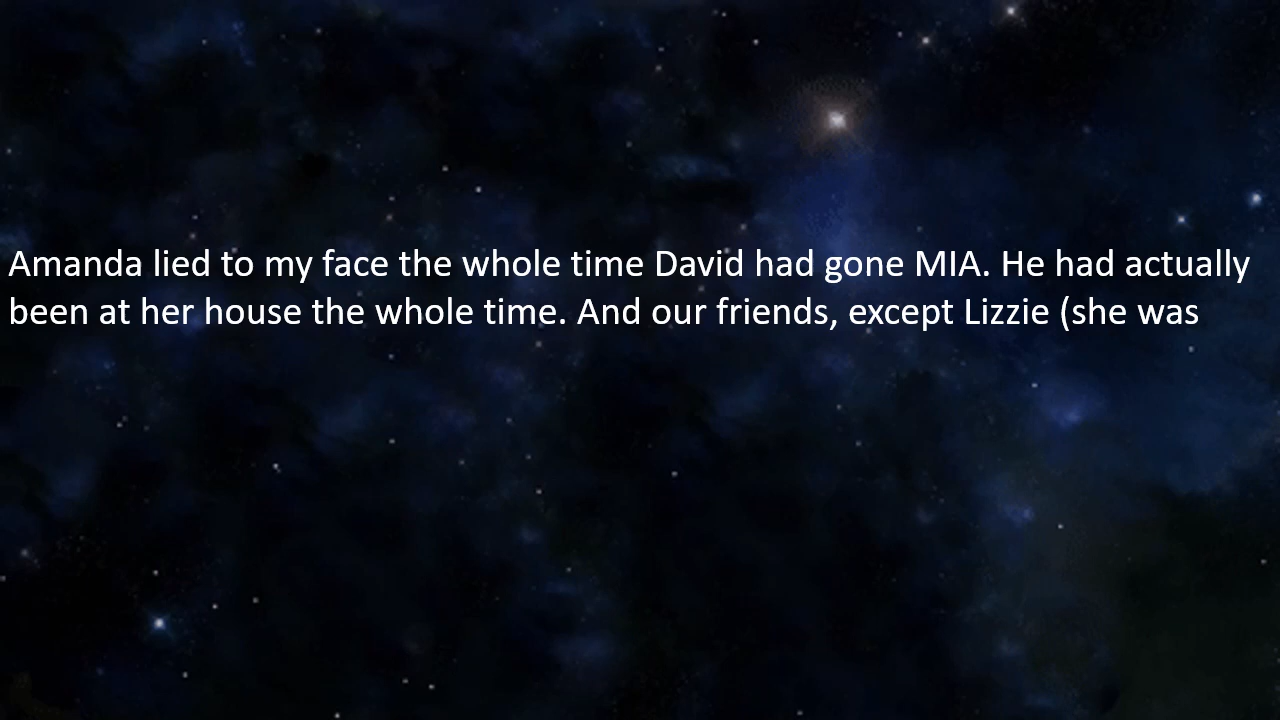 Amanda lied to my face the whole time David had gone MIA. He had actually
been at her house the whole time. And our friends, except Lizzie (she was